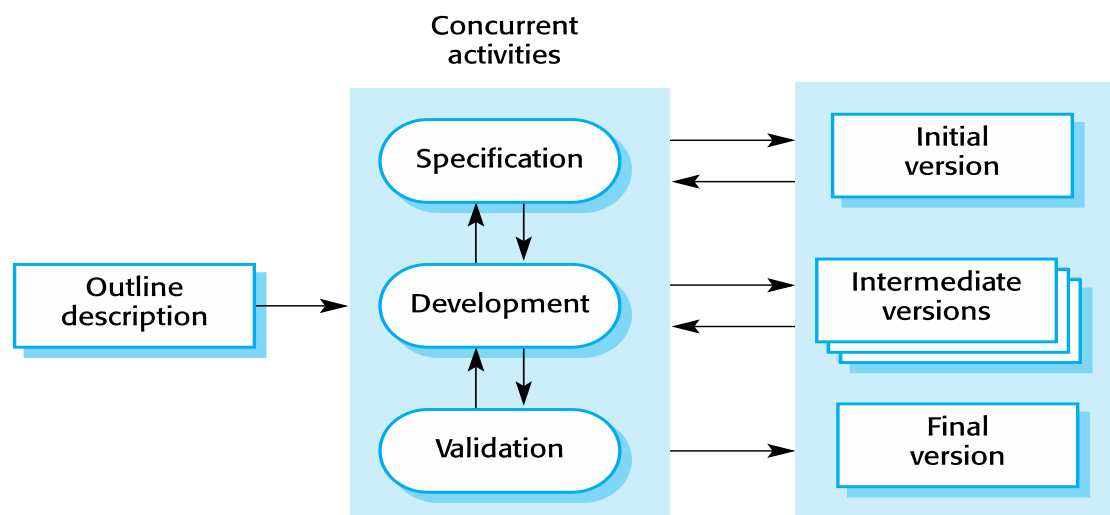 Concurrent
activities
Specification
Initial
version
Outline
description
Development
Intermediate
versions
Validation
Final
version